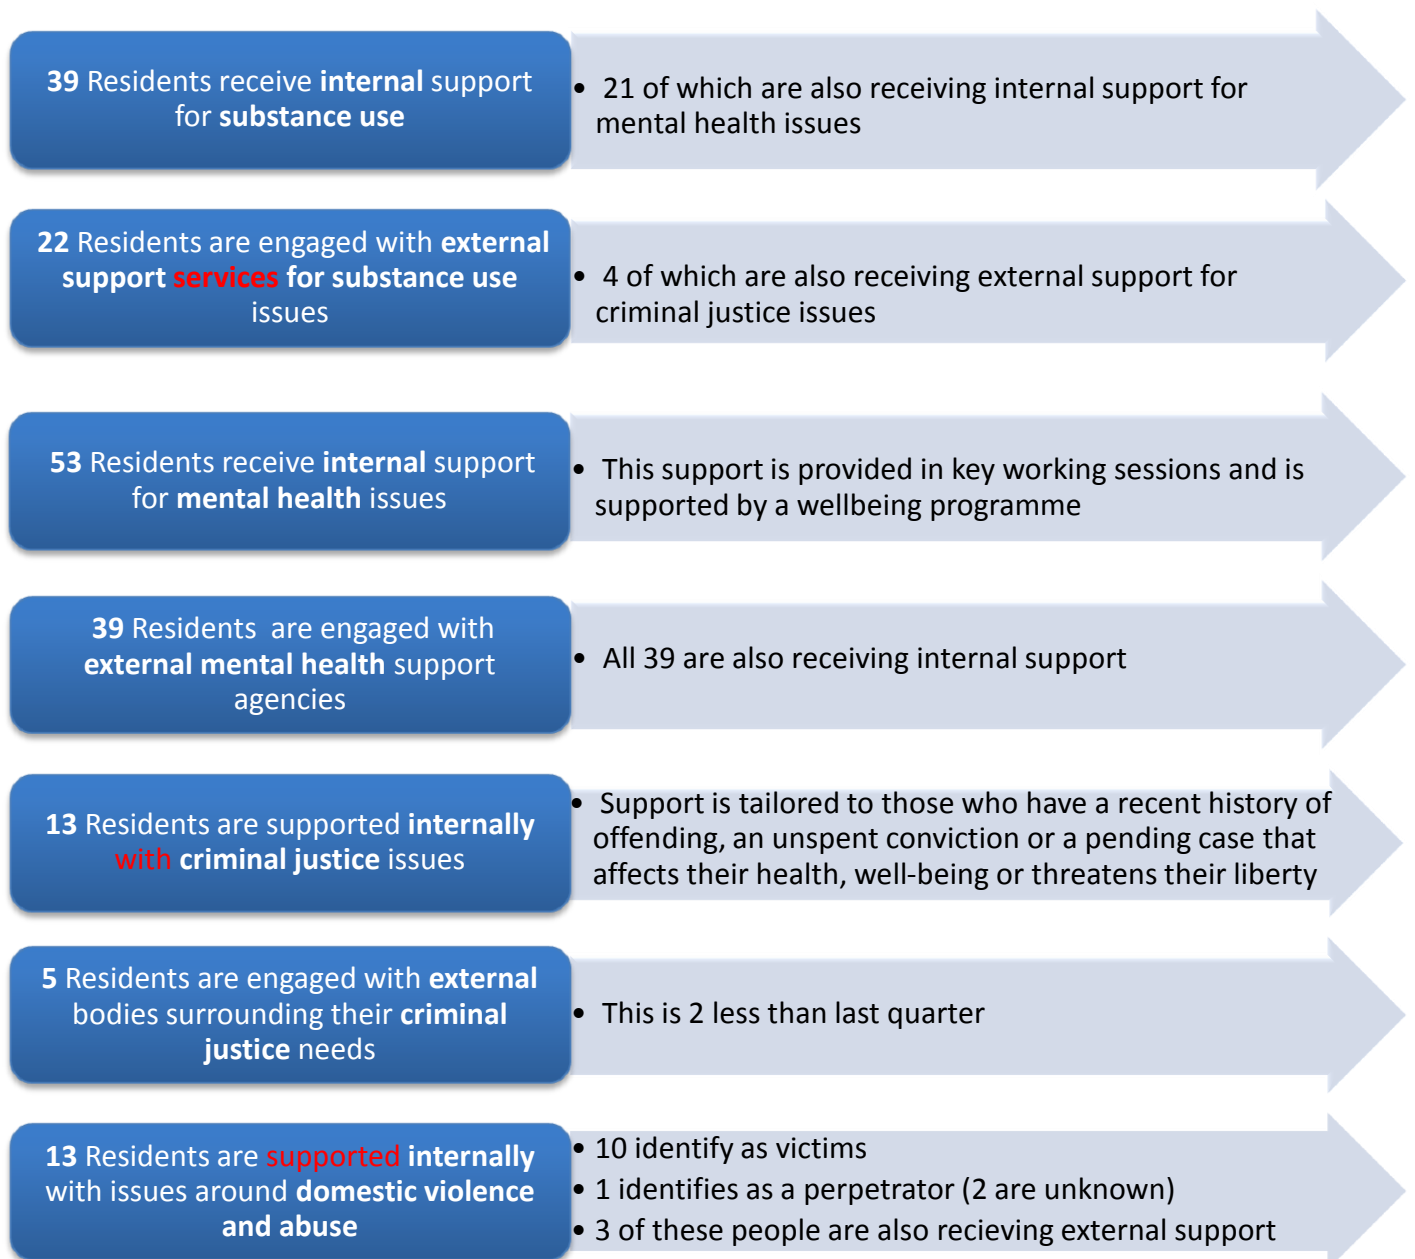 39 Residents receive internal support
for substance use
• 21 of which are also receiving internal support for
mental health issues
22 Residents are engaged with external
support services for substance use
issues
• 4 of which are also receiving external support for
criminal justice issues
53 Residents receive internal support
for mental health issues
• This support is provided in key working sessions and is
supported by a wellbeing programme
39 Residents are engaged with
external mental health support
agencies
• All 39 are also receiving internal support
13 Residents are supported internally
with criminal justice issues
• Support is tailored to those who have a recent history of
offending, an unspent conviction or a pending case that
affects their health, well-being or threatens their liberty
5 Residents are engaged with external
bodies surrounding their criminal
justice needs
• This is 2 less than last quarter
13 Residents are supported internally
with issues around domestic violence
and abuse
• 10 identify as victims
• 1 identifies as a perpetrator (2 are unknown)
• 3 of these people are also recieving external support